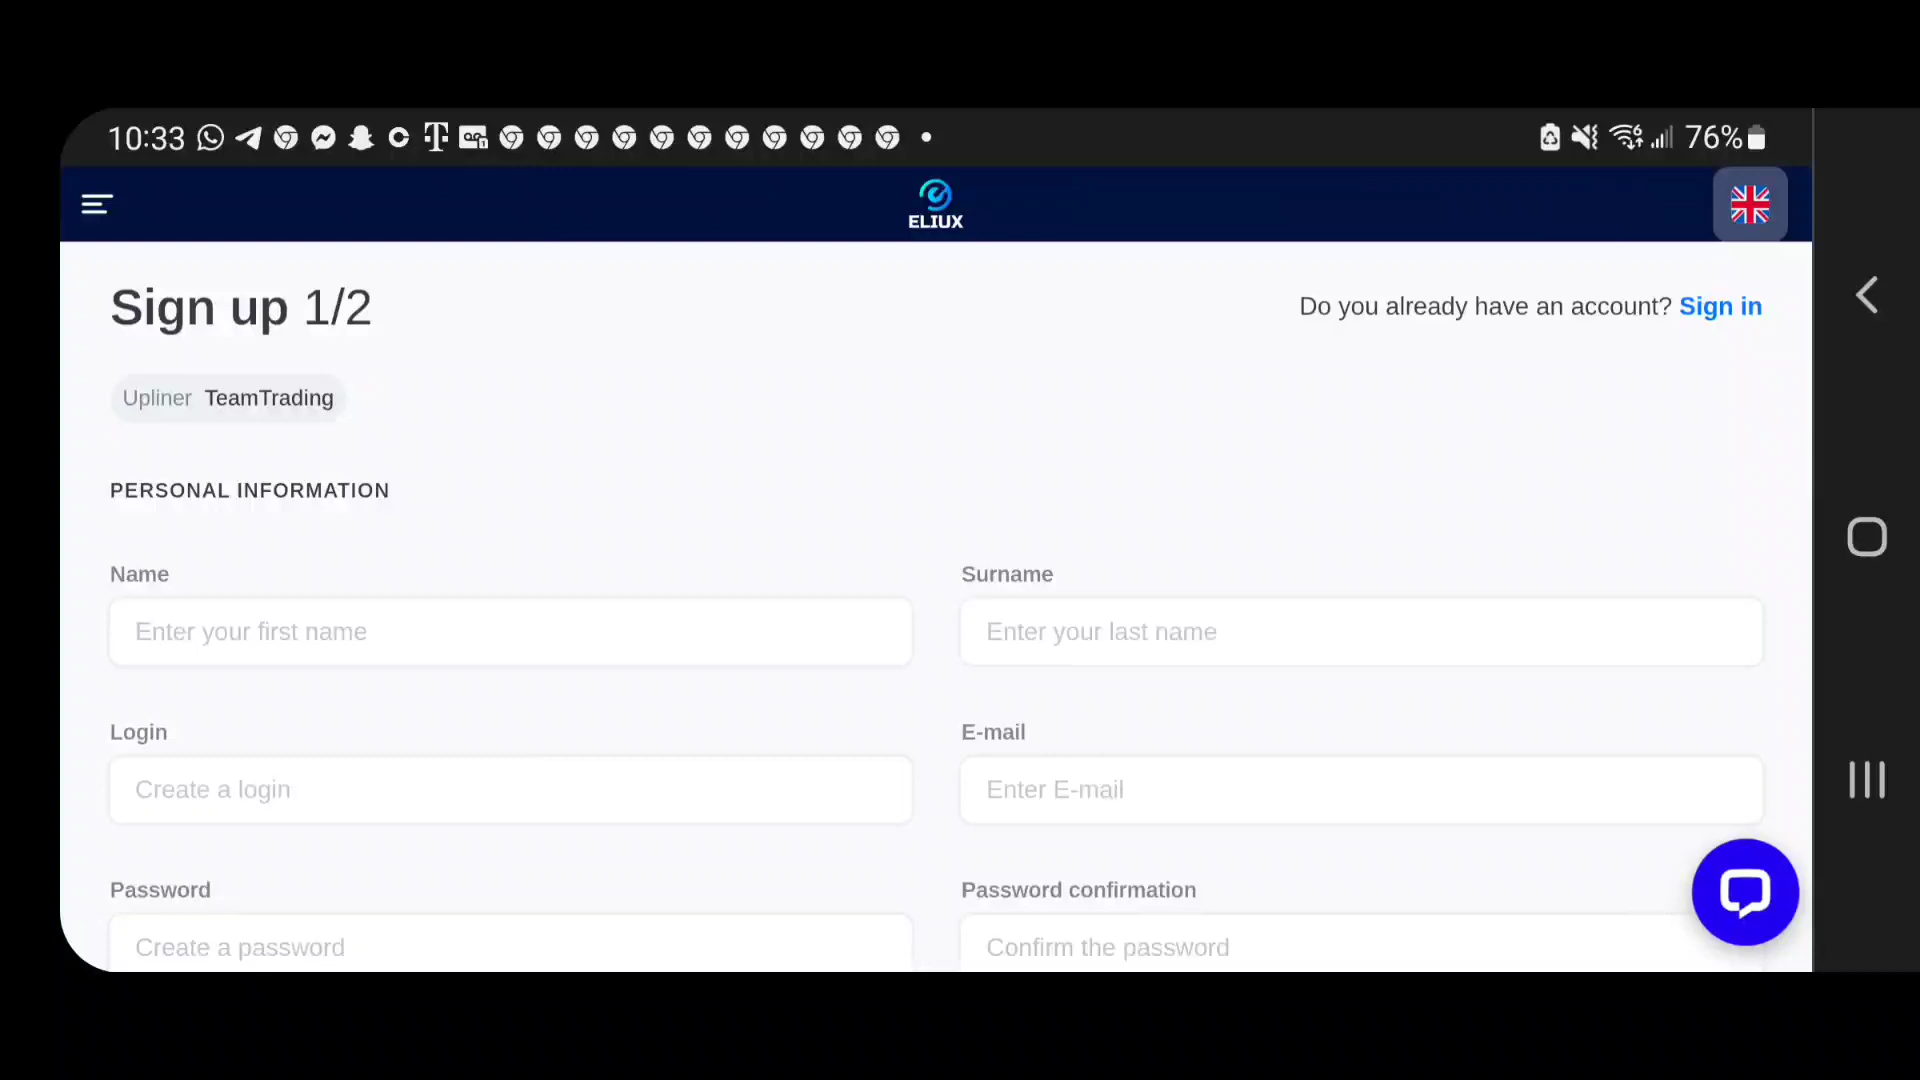 10:33
76%
ELIUX
Sign up 1/2
Do you already have an account? Sign in
Upliner TeamTrading
PERSONAL INFORMATION
Name
Surname
Enter your first name
Enter your last name
Login
E-mail
Create a login
Enter E-mail
Password
Password confirmation
Create a password
Confirm the password